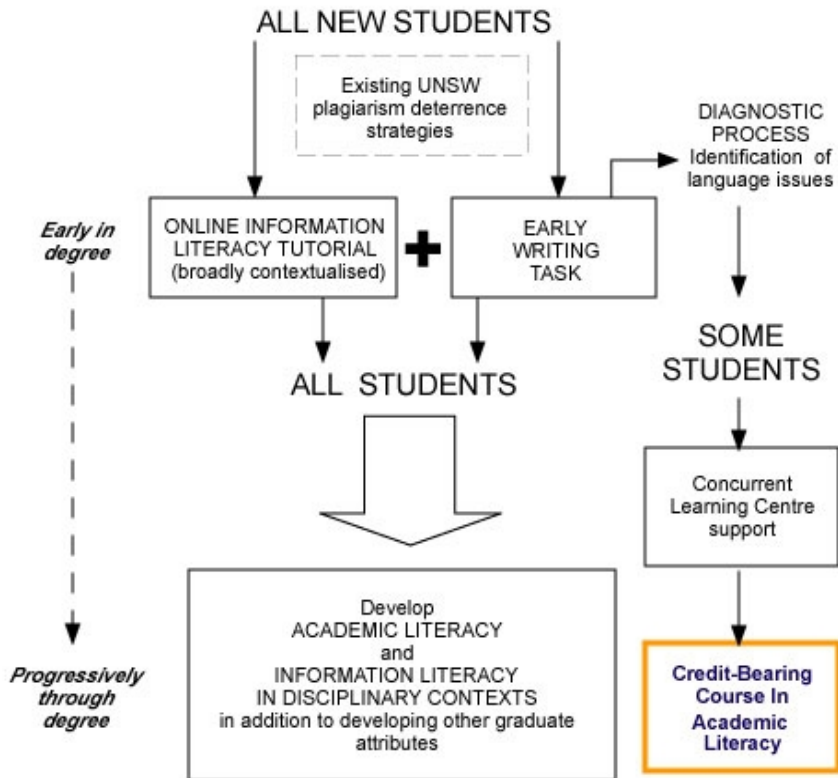 ALL NEW STUDENTS
Existing UNSW
plagiarism deterrence
strategies
DIAGNOSTIC
PROCESS
Identification of
language issues
Early in
degree
ONLINE INFORMATION
LITERACY TUTORIAL
(broadly contextualised)
+
EARLY
WRITING
TASK
SOME
STUDENTS
ALL STUDENTS
Concurrent
Learning Centre
support
Develop
ACADEMIC LITERACY
and
INFORMATION LITERACY
IN DISCIPLINARY CONTEXTS
in addition to developing other graduate
attributes
Progressively
through
degree
Credit-Bearing
Course In
Academic
Literacy